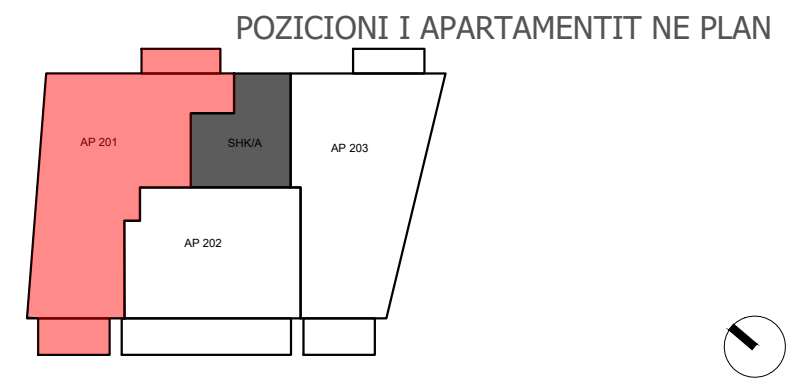 POZICIONI I APARTAMENTIT NE PLAN
AP 201
SHK/A
AP 203
AP 202